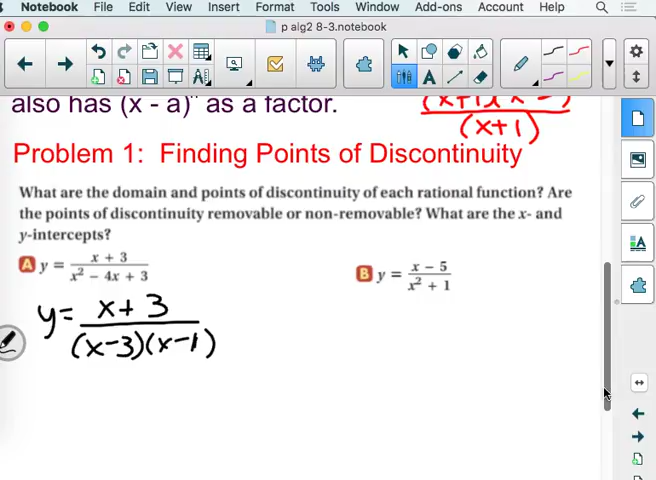 Notebook File Edit View Insert Format Tools Window Add-ons Account Help
p alg2 8-3.notebook
also has (x - a)ⁿ as a factor.
(x+1)
Problem 1: Finding Points of Discontinuity
What are the domain and points of discontinuity of each rational function? Are
the points of discontinuity removable or non-removable? What are the x- and
y-intercepts?
A y = (x + 3)/(x² − 4x + 3)
B y = (x − 5)/(x² + 1)
y = (x + 3)/((x−3)(x−1))